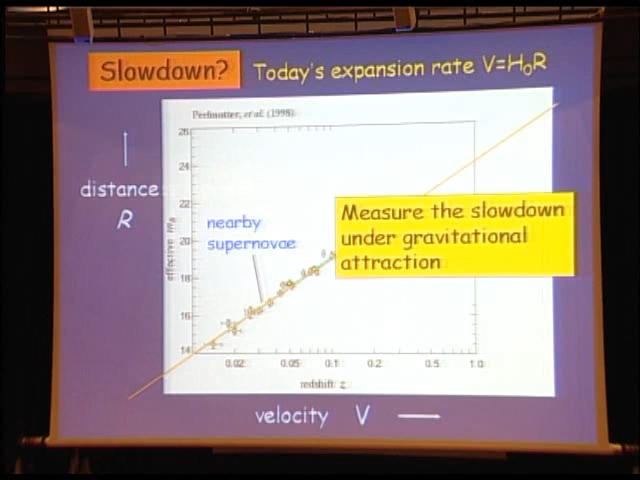 Slowdown?
Today's expansion rate V=H₀R
Perlmutter, et al. (1998)
distance
R
effective mB
26
24
22
20
18
16
14
nearby
supernovae
Measure the slowdown
under gravitational
attraction
0.02
0.05
0.1
0.2
0.5
1.0
redshift z
velocity V